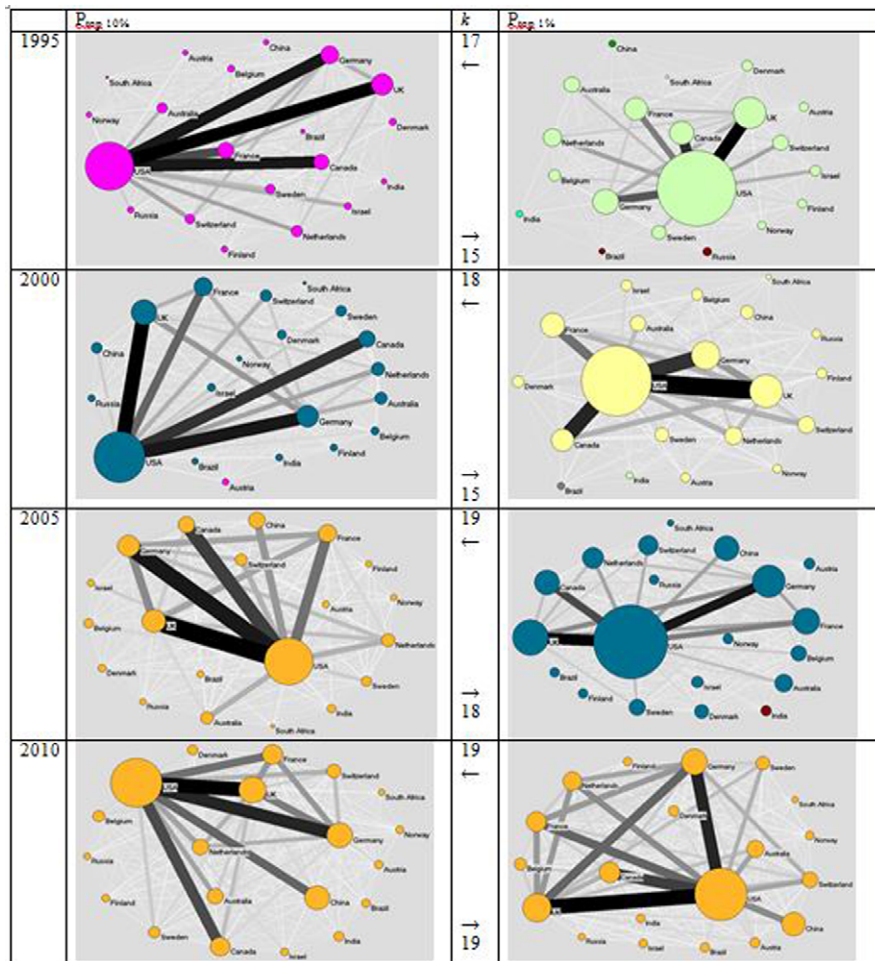 P top 10% k P top 1%
1995
17
←
→
15
China
Austria
Germany
Belgium
South Africa
UK
Norway
Australia
Denmark
Brazil
France
Canada
USA
India
Sweden
Israel
Russia
Switzerland
Netherlands
Finland
China
Denmark
South Africa
Australia
Austria
France
UK
Canada
Netherlands
Switzerland
Israel
Belgium
USA
Germany
Finland
India
Norway
Sweden
Brazil
Russia
2000
18
←
→
15
South Africa
France
Switzerland
UK
Sweden
Denmark
Canada
China
Norway
Netherlands
Israel
Russia
Australia
Germany
Belgium
Finland
USA
Brazil
India
Austria
South Africa
Israel
Belgium
China
France
Australia
Russia
Germany
Finland
Denmark
USA
UK
Switzerland
Canada
Sweden
Netherlands
Norway
Brazil
India
Austria
2005
19
←
→
18
China
Canada
France
Germany
Switzerland
Finland
Israel
Norway
Austria
Belgium
UK
Netherlands
USA
Denmark
Brazil
Sweden
Russia
India
Australia
South Africa
South Africa
Switzerland
China
Netherlands
Austria
Canada
Russia
Germany
France
UK
Norway
USA
Belgium
Brazil
Israel
Australia
Finland
Sweden
Denmark
India
2010
19
←
→
19
Denmark
France
Switzerland
USA
UK
South Africa
Belgium
Germany
Norway
Netherlands
Russia
Austria
Finland
Australia
China
Brazil
Sweden
India
Canada
Israel
Finland
Germany
Sweden
Netherlands
South Africa
Denmark
France
Norway
Australia
Belgium
Canada
Switzerland
USA
UK
India
China
Russia
Israel
Brazil
Austria